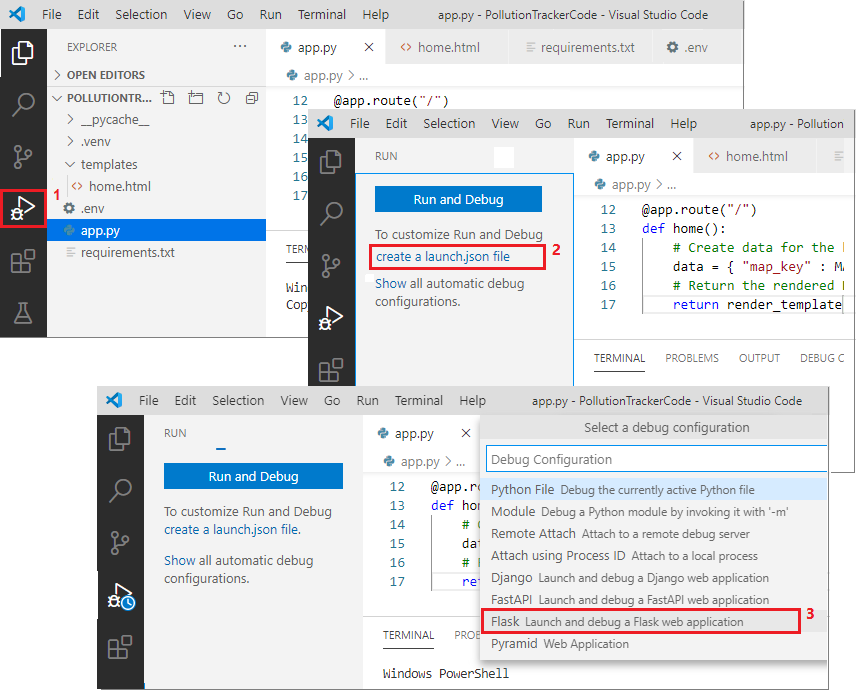 File Edit Selection View Go Run Terminal Help app.py - PollutionTrackerCode - Visual Studio Code
EXPLORER ...
OPEN EDITORS
POLLUTIONTR...
__pycache__
.venv
templates
<> home.html
.env
app.py
requirements.txt
1
app.py
<> home.html
requirements.txt
.env
app.py > ...
12 @app.route("/")
13
14
15
16
17
TERM
Win
Cop
File Edit Selection View Go Run Terminal Help app.py - Pollution
RUN
Run and Debug
To customize Run and Debug
create a launch.json file
2
Show all automatic debug
configurations.
app.py
<> home.html
app.py > ...
12 @app.route("/")
13 def home():
14 # Create data for the
15 data = { "map_key" : M
16 # Return the rendered
17 return render_template
TERMINAL PROBLEMS OUTPUT DEBUG C
File Edit Selection View Go Run Terminal Help app.py - PollutionTrackerCode - Visual Studio Code
RUN
Run and Debug
To customize Run and Debug
create a launch.json file.
Show all automatic debug
configurations.
app.py
app.py > ...
12 @app.ro
13 def hom
14 #
15 dat
16 #
17 ret
TERMINAL PROB
Windows PowerShell
Select a debug configuration
Debug Configuration
Python File Debug the currently active Python file
Module Debug a Python module by invoking it with '-m'
Remote Attach Attach to a remote debug server
Attach using Process ID Attach to a local process
Django Launch and debug a Django web application
FastAPI Launch and debug a FastAPI web application
Flask Launch and debug a Flask web application
3
Pyramid Web Application